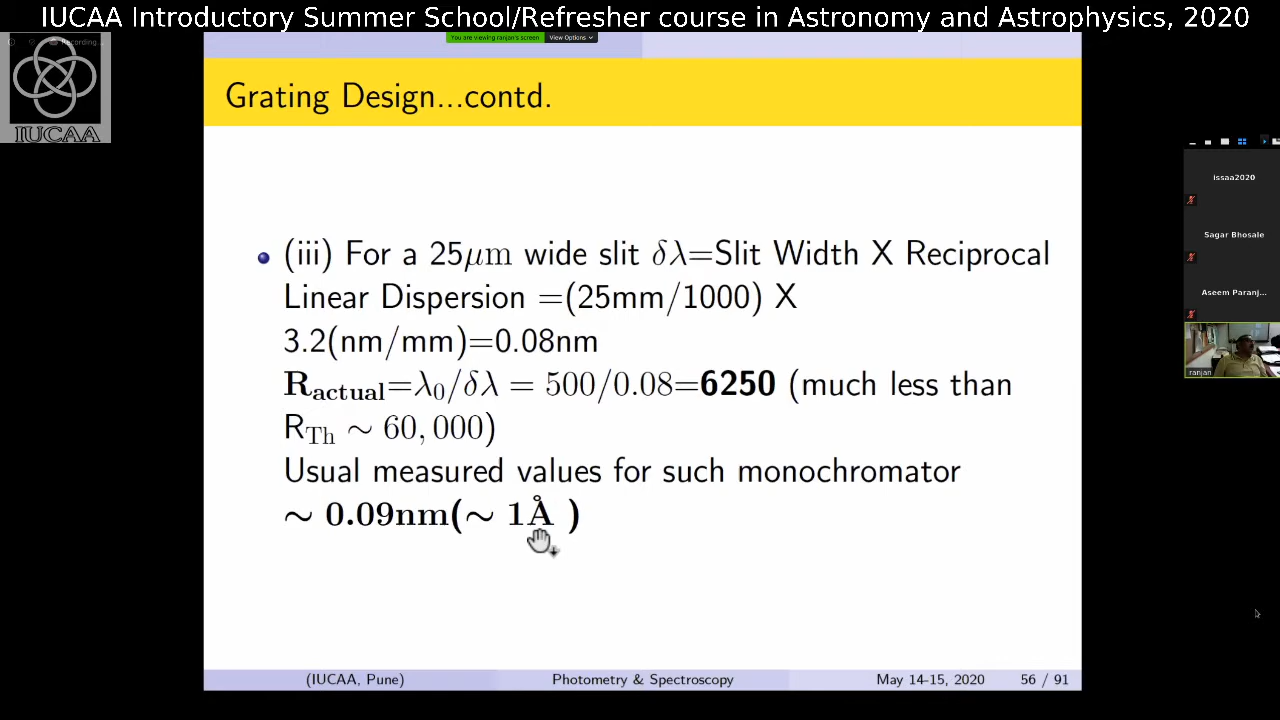 IUCAA Introductory Summer School/Refresher course in Astronomy and Astrophysics, 2020
You are viewing ranjan's screen View Options
Recording...
IUCAA
Grating Design...contd.
(iii) For a 25μm wide slit δλ=Slit Width X Reciprocal
Linear Dispersion =(25mm/1000) X
3.2(nm/mm)=0.08nm
R_actual=λ₀/δλ = 500/0.08=6250 (much less than
R_Th ∼ 60,000)
Usual measured values for such monochromator
∼ 0.09nm(∼ 1Å )
issaa2020
Sagar Bhosale
Aseem Paranj...
ranjan
(IUCAA, Pune) Photometry & Spectroscopy May 14-15, 2020 56 / 91